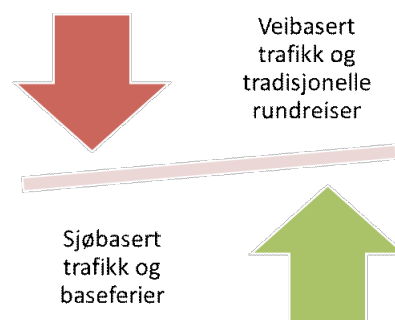 Veibasert
trafikk og
tradisjonelle
rundreiser
Sjøbasert
trafikk og
baseferier